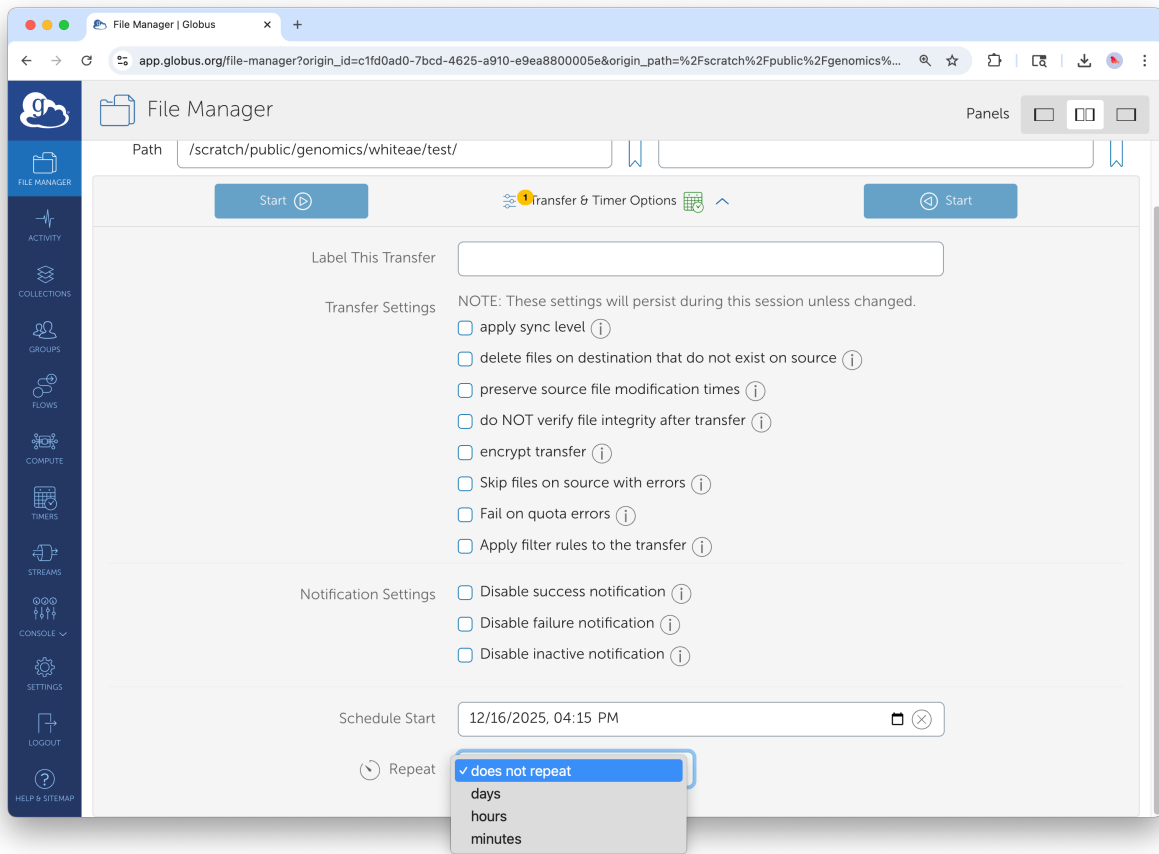 File Manager | Globus
app.globus.org/file-manager?origin_id=c1fd0ad0-7bcd-4625-a910-e9ea8800005e&origin_path=%2Fscratch%2Fpublic%2Fgenomics%...
g
File Manager
Panels
Path /scratch/public/genomics/whiteae/test/
FILE MANAGER
ACTIVITY
COLLECTIONS
GROUPS
FLOWS
COMPUTE
TIMERS
STREAMS
CONSOLE
SETTINGS
LOGOUT
HELP & SITEMAP
Start
1 Transfer & Timer Options
Start
Label This Transfer
Transfer Settings
NOTE: These settings will persist during this session unless changed.
apply sync level
delete files on destination that do not exist on source
preserve source file modification times
do NOT verify file integrity after transfer
encrypt transfer
Skip files on source with errors
Fail on quota errors
Apply filter rules to the transfer
Notification Settings
Disable success notification
Disable failure notification
Disable inactive notification
Schedule Start 12/16/2025, 04:15 PM
Repeat
✓ does not repeat
days
hours
minutes